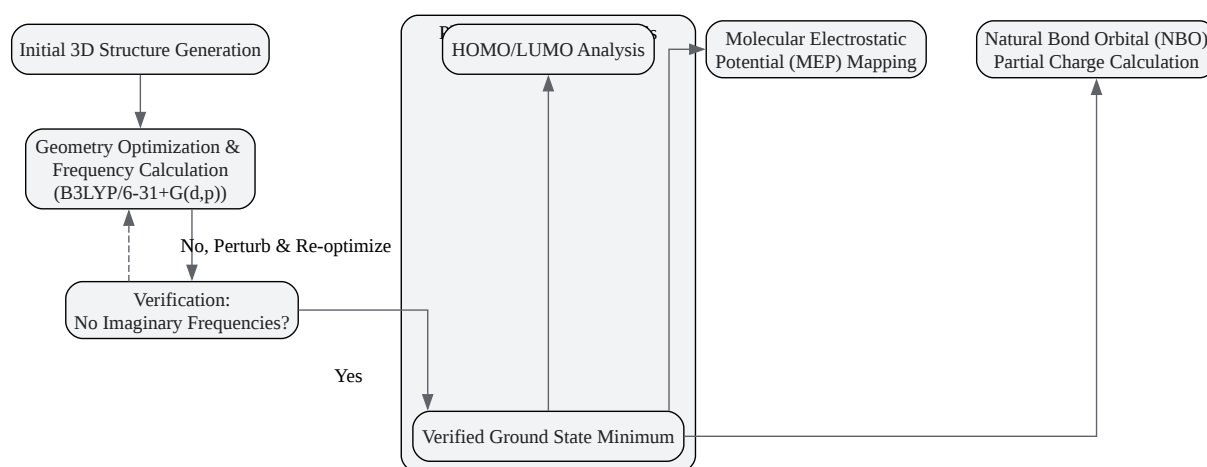 Initial 3D Structure Generation
HOMO/LUMO Analysis
Molecular Electrostatic
Potential (MEP) Mapping
Natural Bond Orbital (NBO)
Partial Charge Calculation
Geometry Optimization &
Frequency Calculation
(B3LYP/6-31+G(d,p))
No, Perturb & Re-optimize
Verification:
No Imaginary Frequencies?
Yes
Verified Ground State Minimum